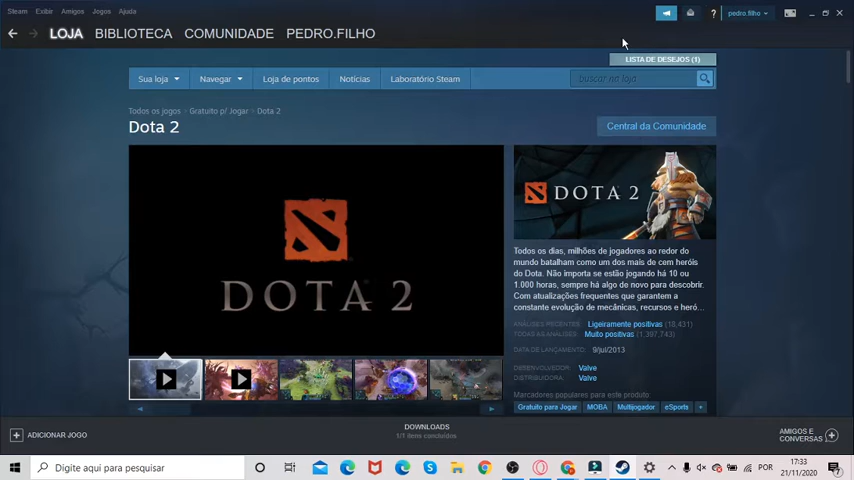 Steam Exibir Amigos Jogos Ajuda
? pedro.filho
LOJA BIBLIOTECA COMUNIDADE PEDRO.FILHO
LISTA DE DESEJOS (1)
Sua loja Navegar Loja de pontos Notícias Laboratório Steam buscar na loja
Todos os jogos > Gratuito p/ Jogar > Dota 2
Dota 2
Central da Comunidade
DOTA 2
DOTA 2
Todos os dias, milhões de jogadores ao redor do
mundo batalham como um dos mais de cem heróis
do Dota. Não importa se estão jogando há 10 ou
1.000 horas, sempre há algo de novo para descobrir.
Com atualizações frequentes que garantem a
constante evolução de mecânicas, recursos e heró...
ANÁLISES RECENTES: Ligeiramente positivas (18,431)
TODAS AS ANÁLISES: Muito positivas (1,397,743)
DATA DE LANÇAMENTO: 9/jul/2013
DESENVOLVEDOR: Valve
DISTRIBUIDORA: Valve
Marcadores populares para este produto
Gratuito para Jogar MOBA Multijogador eSports +
ADICIONAR JOGO
DOWNLOADS
1/1 itens concluídos
AMIGOS E
CONVERSAS
Digite aqui para pesquisar
POR
17:33
21/11/2020
7